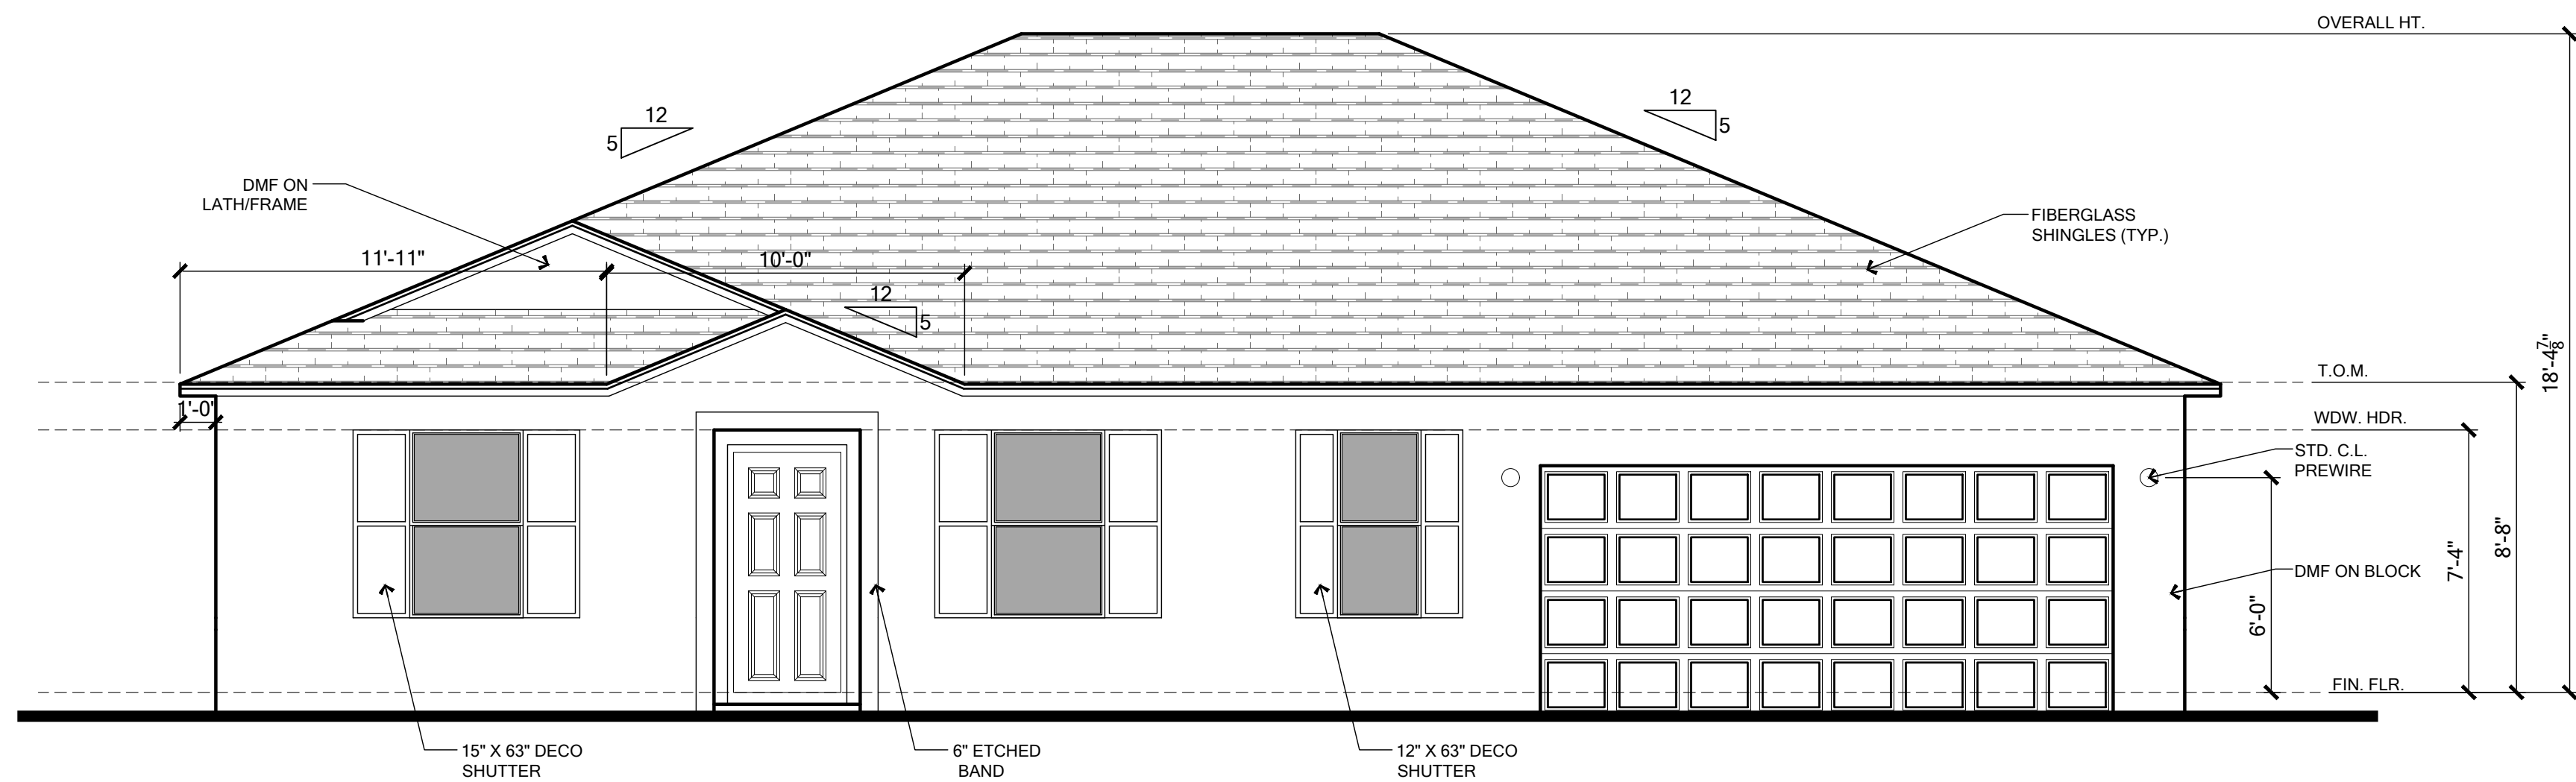 OVERALL HT.
12
5
12
5
DMF ON
LATH/FRAME
FIBERGLASS
SHINGLES (TYP.)
11'-11"
10'-0"
12
5
18'-4 7/8"
T.O.M.
1'-0"
WDW. HDR.
STD. C.L.
PREWIRE
8'-8"
7'-4"
DMF ON BLOCK
6'-0"
FIN. FLR.
15" X 63" DECO
SHUTTER
6" ETCHED
BAND
12" X 63" DECO
SHUTTER